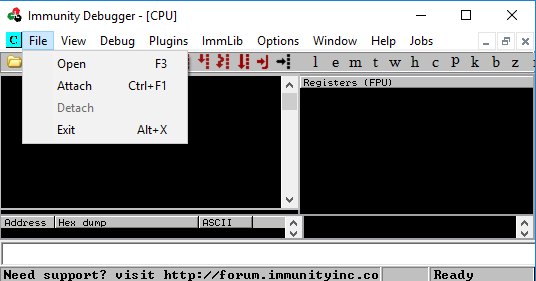 Immunity Debugger - [CPU]
C File View Debug Plugins ImmLib Options Window Help Jobs
Open F3
Attach Ctrl+F1
Detach
Exit Alt+X
l e m t w h c p k b z
Registers (FPU)
Address Hex dump ASCII
Need support? visit http://forum.immunityinc.co Ready